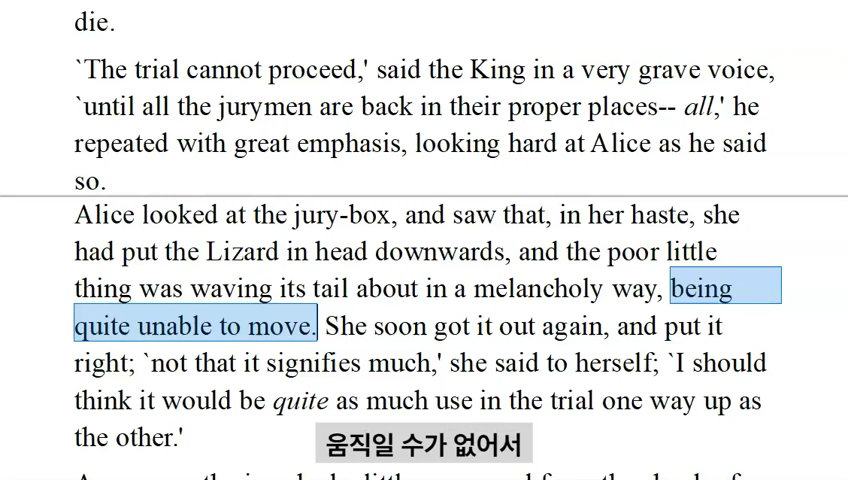 die.
`The trial cannot proceed,' said the King in a very grave voice,
`until all the jurymen are back in their proper places-- all,' he
repeated with great emphasis, looking hard at Alice as he said
so.
Alice looked at the jury-box, and saw that, in her haste, she
had put the Lizard in head downwards, and the poor little
thing was waving its tail about in a melancholy way, being
quite unable to move. She soon got it out again, and put it
right; `not that it signifies much,' she said to herself; `I should
think it would be quite as much use in the trial one way up as
the other.'
움직일 수가 없어서